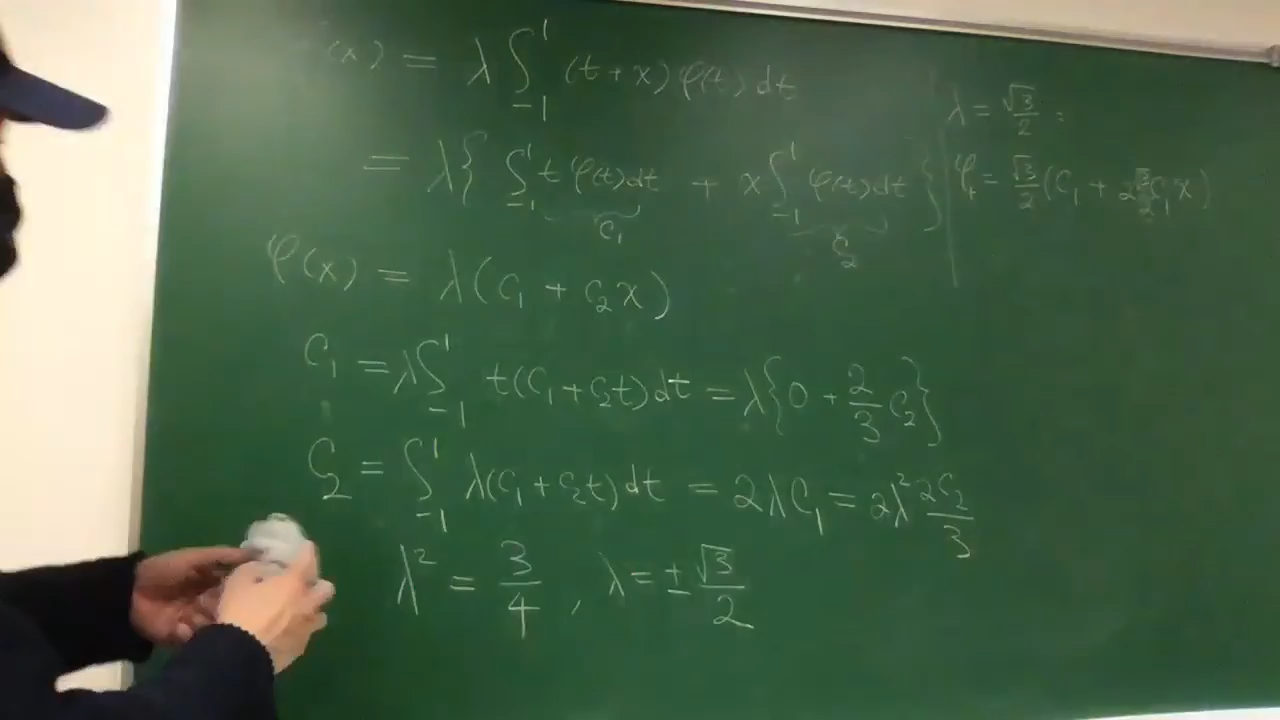 (x) = λ∫₋₁¹ (t+x) φ(t) dt
= λ{ ∫₋₁¹ t φ(t)dt + x∫₋₁¹ φ(t)dt }
C₁ C₂
φ(x) = λ(C₁ + C₂x)
C₁ = λ∫₋₁¹ t(C₁+C₂t)dt = λ{0 + 2/3 C₂}
C₂ = ∫₋₁¹ λ(C₁+C₂t)dt = 2λC₁ = 2λ² 2C₂/3
λ² = 3/4 , λ = ±√3/2
λ = √3/2 :
φ₊ = √3/2 (C₁ + 2 √3/2 C₁x)